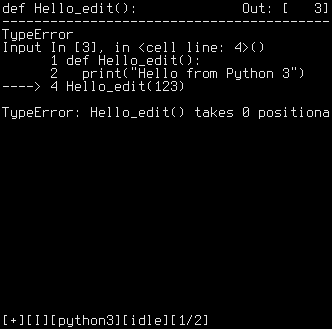 def Hello_edit():                Out: [   3]
----------------------------------------------
TypeError
Input In [3], in <cell line: 4>()
      1 def Hello_edit():
      2   print("Hello from Python 3")
----> 4 Hello_edit(123)
TypeError: Hello_edit() takes 0 positiona
[+][I][python3][idle][1/2]